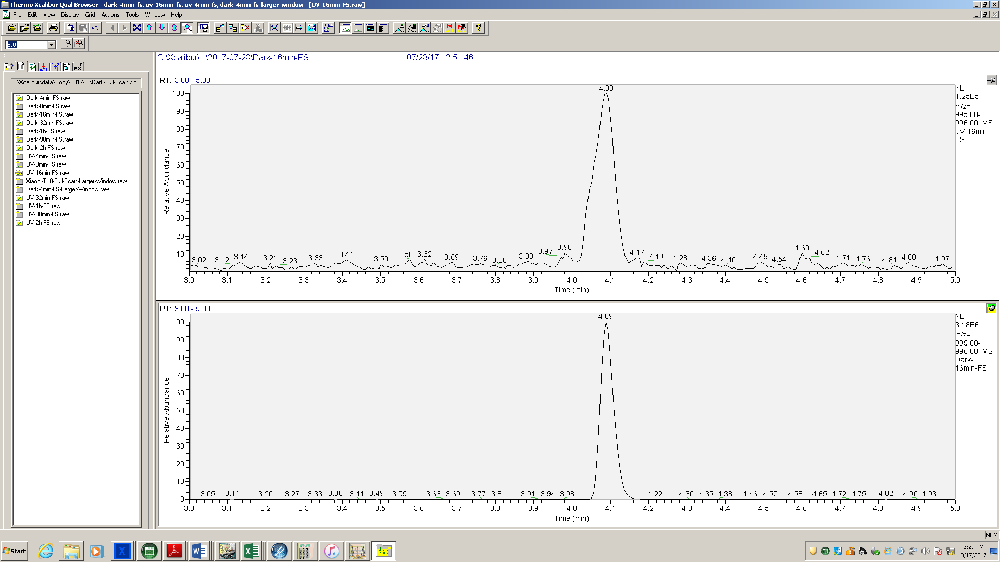 Thermo Xcalibur Qual Browser - dark-4min-fs, uv-16min-fs, uv-4min-fs, dark-4min-fs-larger-window - [UV-16min-FS.raw]
File Edit View Display Grid Actions Tools Window Help
0-100
M
?
5.0
MSn
C:\Xcalibur\data\Toby\2017-...\Dark-Full-Scan.sld
Dark-4min-FS.raw
Dark-8min-FS.raw
Dark-16min-FS.raw
Dark-32min-FS.raw
Dark-1h-FS.raw
Dark-90min-FS.raw
Dark-2h-FS.raw
UV-4min-FS.raw
UV-8min-FS.raw
UV-16min-FS.raw
Xiaodi-T=0-Full-Scan-Larger-Window.raw
Dark-4min-FS-Larger-Window.raw
UV-32min-FS.raw
UV-1h-FS.raw
UV-90min-FS.raw
UV-2h-FS.raw
C:\Xcalibur\...\2017-07-28\Dark-16min-FS 07/28/17 12:51:46
RT: 3.00 - 5.00
4.09
100
90
80
70
60
50
40
30
20
10
Relative Abundance
3.02 3.12 3.14 3.21 3.23 3.33 3.41 3.50 3.58 3.62 3.69 3.76 3.80 3.88 3.97 3.98 4.17 4.19 4.28 4.36 4.40 4.49 4.54 4.60 4.62 4.71 4.76 4.84 4.88 4.97
3.0 3.1 3.2 3.3 3.4 3.5 3.6 3.7 3.8 3.9 4.0 4.1 4.2 4.3 4.4 4.5 4.6 4.7 4.8 4.9 5.0
Time (min)
NL:
1.25E5
m/z=
995.00-
996.00 MS
UV-16min-
FS
RT: 3.00 - 5.00
4.09
100
90
80
70
60
50
40
30
20
10
0
Relative Abundance
3.05 3.11 3.20 3.27 3.33 3.38 3.44 3.49 3.55 3.66 3.69 3.77 3.81 3.91 3.94 3.98 4.22 4.30 4.35 4.38 4.46 4.52 4.58 4.65 4.72 4.75 4.82 4.90 4.93
3.0 3.1 3.2 3.3 3.4 3.5 3.6 3.7 3.8 3.9 4.0 4.1 4.2 4.3 4.4 4.5 4.6 4.7 4.8 4.9 5.0
Time (min)
NL:
3.18E6
m/z=
995.00-
996.00 MS
Dark-
16min-FS
NUM
Start
3:29 PM
8/17/2017